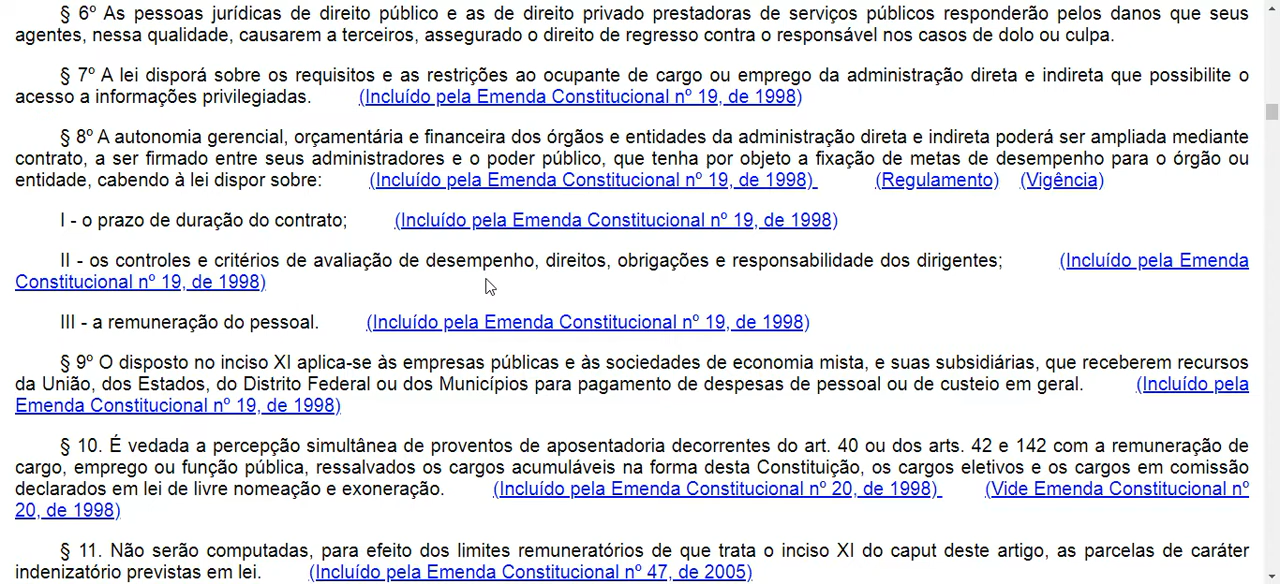 § 6º As pessoas jurídicas de direito público e as de direito privado prestadoras de serviços públicos responderão pelos danos que seus
agentes, nessa qualidade, causarem a terceiros, assegurado o direito de regresso contra o responsável nos casos de dolo ou culpa.
§ 7º A lei disporá sobre os requisitos e as restrições ao ocupante de cargo ou emprego da administração direta e indireta que possibilite o
acesso a informações privilegiadas. (Incluído pela Emenda Constitucional nº 19, de 1998)
§ 8º A autonomia gerencial, orçamentária e financeira dos órgãos e entidades da administração direta e indireta poderá ser ampliada mediante
contrato, a ser firmado entre seus administradores e o poder público, que tenha por objeto a fixação de metas de desempenho para o órgão ou
entidade, cabendo à lei dispor sobre: (Incluído pela Emenda Constitucional nº 19, de 1998) (Regulamento) (Vigência)
I - o prazo de duração do contrato; (Incluído pela Emenda Constitucional nº 19, de 1998)
II - os controles e critérios de avaliação de desempenho, direitos, obrigações e responsabilidade dos dirigentes; (Incluído pela Emenda
Constitucional nº 19, de 1998)
III - a remuneração do pessoal. (Incluído pela Emenda Constitucional nº 19, de 1998)
§ 9º O disposto no inciso XI aplica-se às empresas públicas e às sociedades de economia mista, e suas subsidiárias, que receberem recursos
da União, dos Estados, do Distrito Federal ou dos Municípios para pagamento de despesas de pessoal ou de custeio em geral. (Incluído pela
Emenda Constitucional nº 19, de 1998)
§ 10. É vedada a percepção simultânea de proventos de aposentadoria decorrentes do art. 40 ou dos arts. 42 e 142 com a remuneração de
cargo, emprego ou função pública, ressalvados os cargos acumuláveis na forma desta Constituição, os cargos eletivos e os cargos em comissão
declarados em lei de livre nomeação e exoneração. (Incluído pela Emenda Constitucional nº 20, de 1998) (Vide Emenda Constitucional nº
20, de 1998)
§ 11. Não serão computadas, para efeito dos limites remuneratórios de que trata o inciso XI do caput deste artigo, as parcelas de caráter
indenizatório previstas em lei. (Incluído pela Emenda Constitucional nº 47, de 2005)